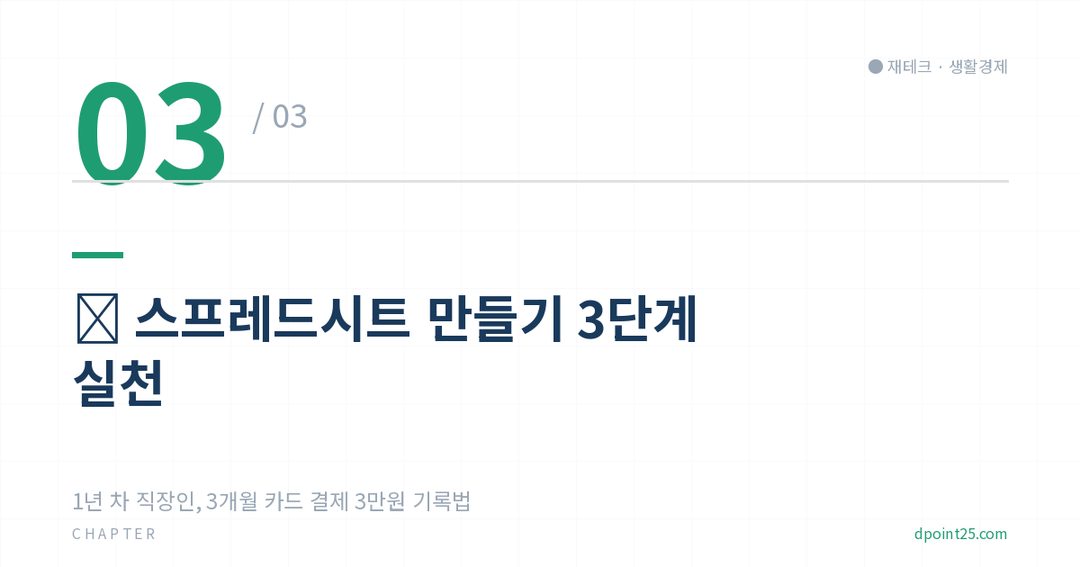 03 / 03
● 재테크 · 생활경제
스프레드시트 만들기 3단계
실천
1년 차 직장인, 3개월 카드 결제 3만원 기록법
CHAPTER
dpoint25.com